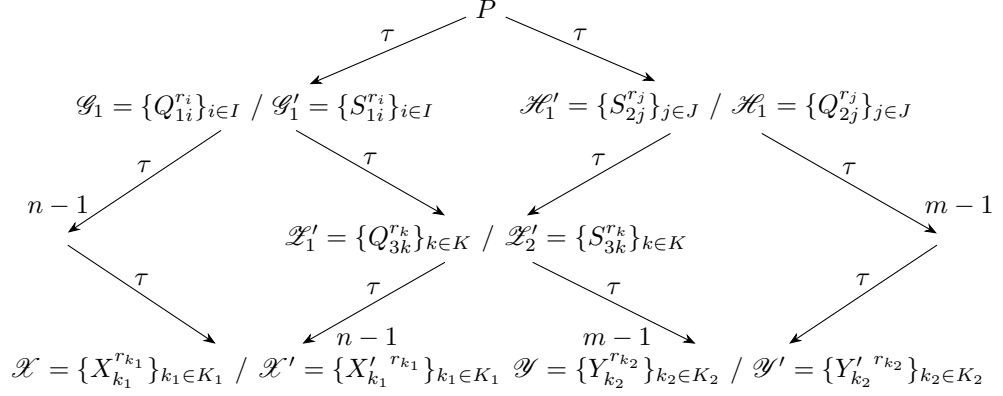 P
τ τ
𝒢₁ = {Q₁ᵢ^{rᵢ}}_{i∈I} / 𝒢′₁ = {S₁ᵢ^{rᵢ}}_{i∈I} ℋ′₁ = {S₂ⱼ^{rⱼ}}_{j∈J} / ℋ₁ = {Q₂ⱼ^{rⱼ}}_{j∈J}
τ τ τ τ
n − 1 m − 1
𝒵′₁ = {Q₃ₖ^{rₖ}}_{k∈K} / 𝒵′₂ = {S₃ₖ^{rₖ}}_{k∈K}
τ τ τ τ
n − 1 m − 1
𝒳 = {X_{k₁}^{r_{k₁}}}_{k₁∈K₁} / 𝒳′ = {X′_{k₁}^{r_{k₁}}}_{k₁∈K₁} 𝒴 = {Y_{k₂}^{r_{k₂}}}_{k₂∈K₂} / 𝒴′ = {Y′_{k₂}^{r_{k₂}}}_{k₂∈K₂}